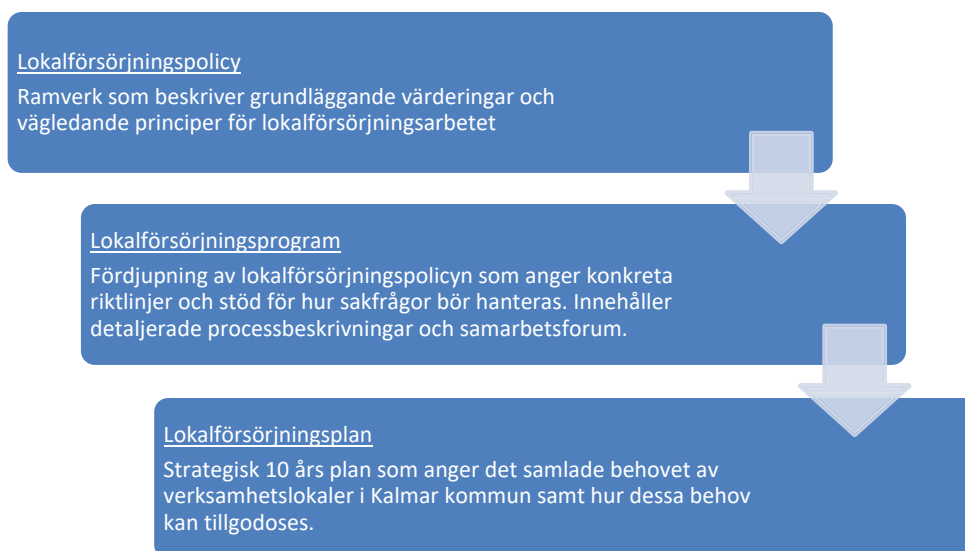 Lokalförsörjningspolicy
Ramverk som beskriver grundläggande värderingar och
vägledande principer för lokalförsörjningsarbetet
Lokalförsörjningsprogram
Fördjupning av lokalförsörjningspolicyn som anger konkreta
riktlinjer och stöd för hur sakfrågor bör hanteras. Innehåller
detaljerade processbeskrivningar och samarbetsforum.
Lokalförsörjningsplan
Strategisk 10 års plan som anger det samlade behovet av
verksamhetslokaler i Kalmar kommun samt hur dessa behov
kan tillgodoses.